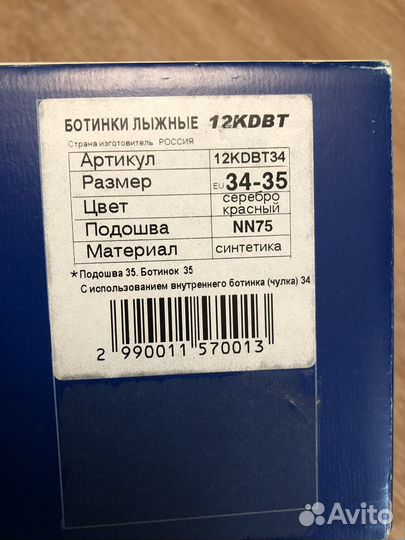 БОТИНКИ ЛЫЖНЫЕ 12KDBT
Страна изготовитель РОССИЯ
Артикул 12KDBT34
Размер EU 34-35
Цвет серебро красный
Подошва NN75
Материал синтетика
* Подошва 35. Ботинок 35
С использованием внутреннего ботинка (чулка) 34
2 990011 570013
Avito